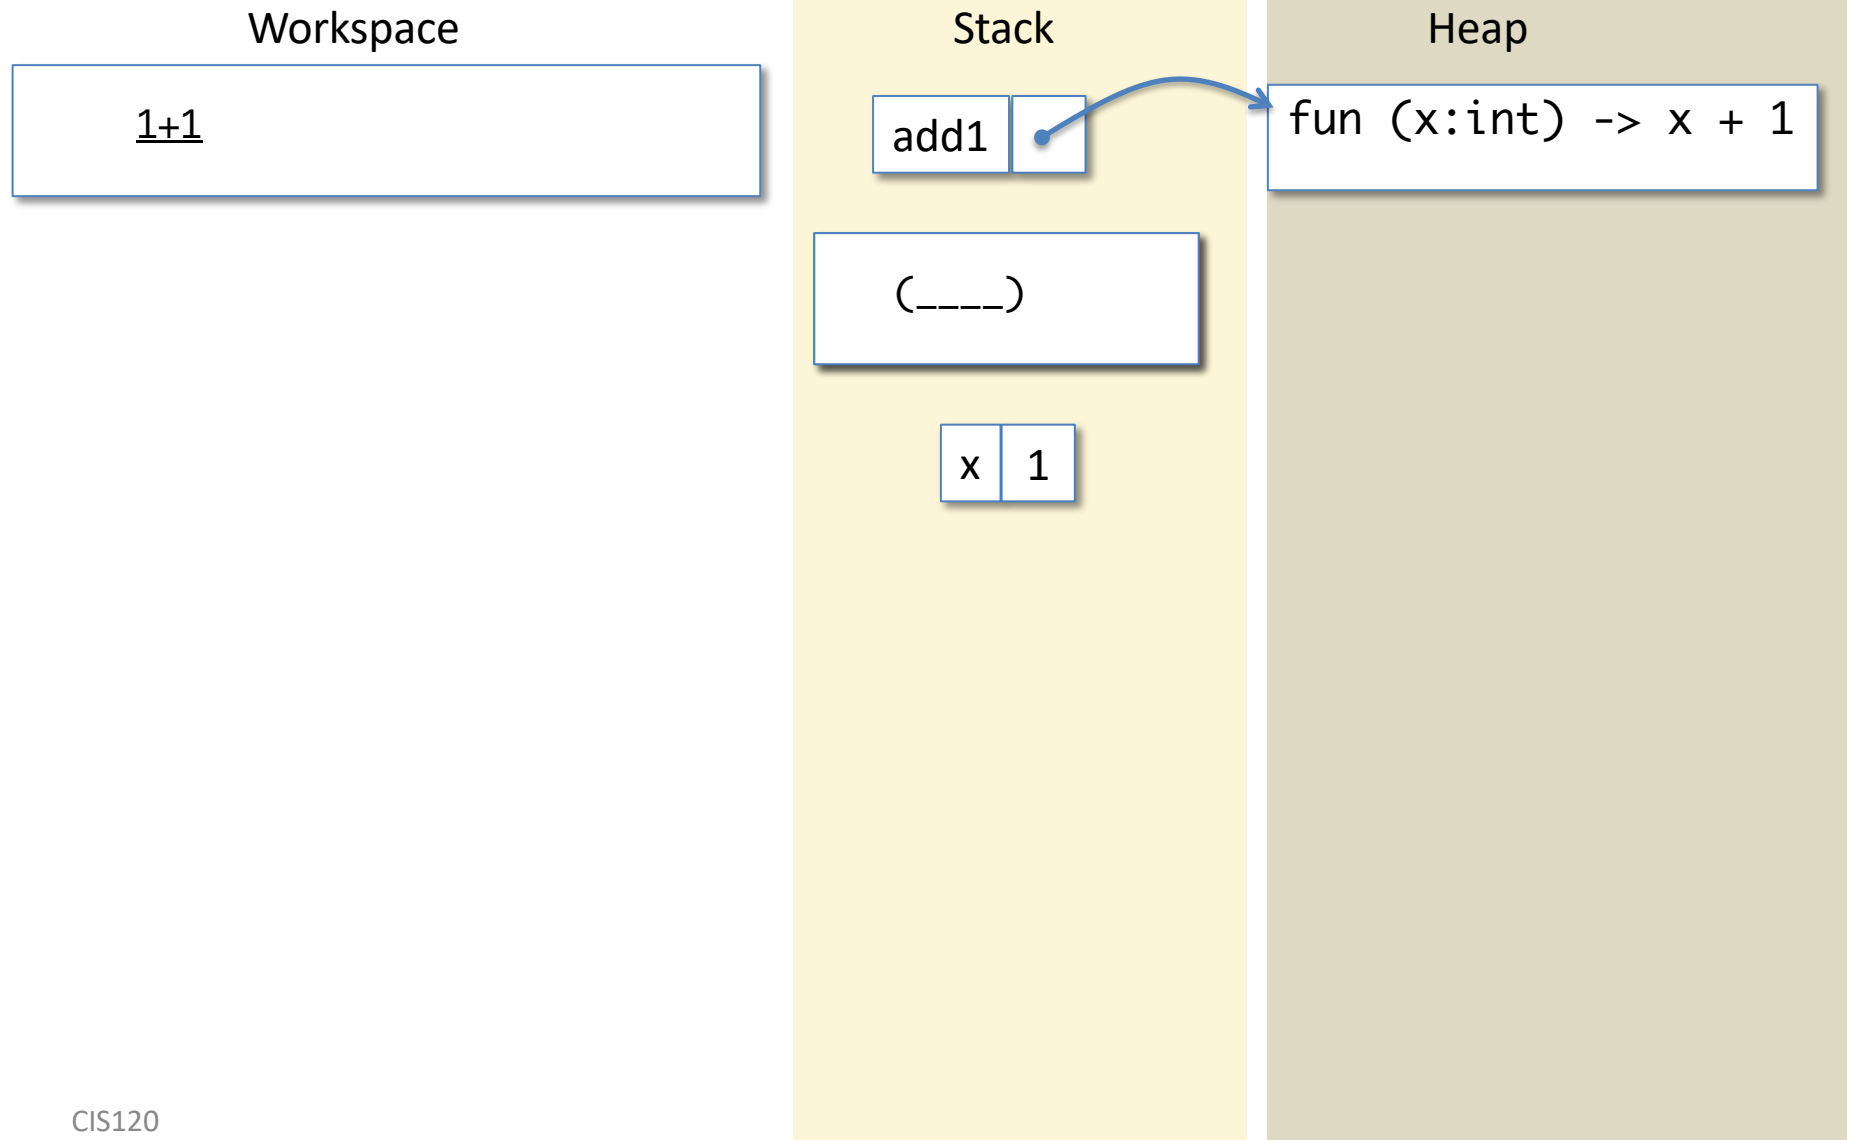 Workspace
Stack
Heap
1+1
add1
fun (x:int) -> x + 1
(____)
x 1
CIS120